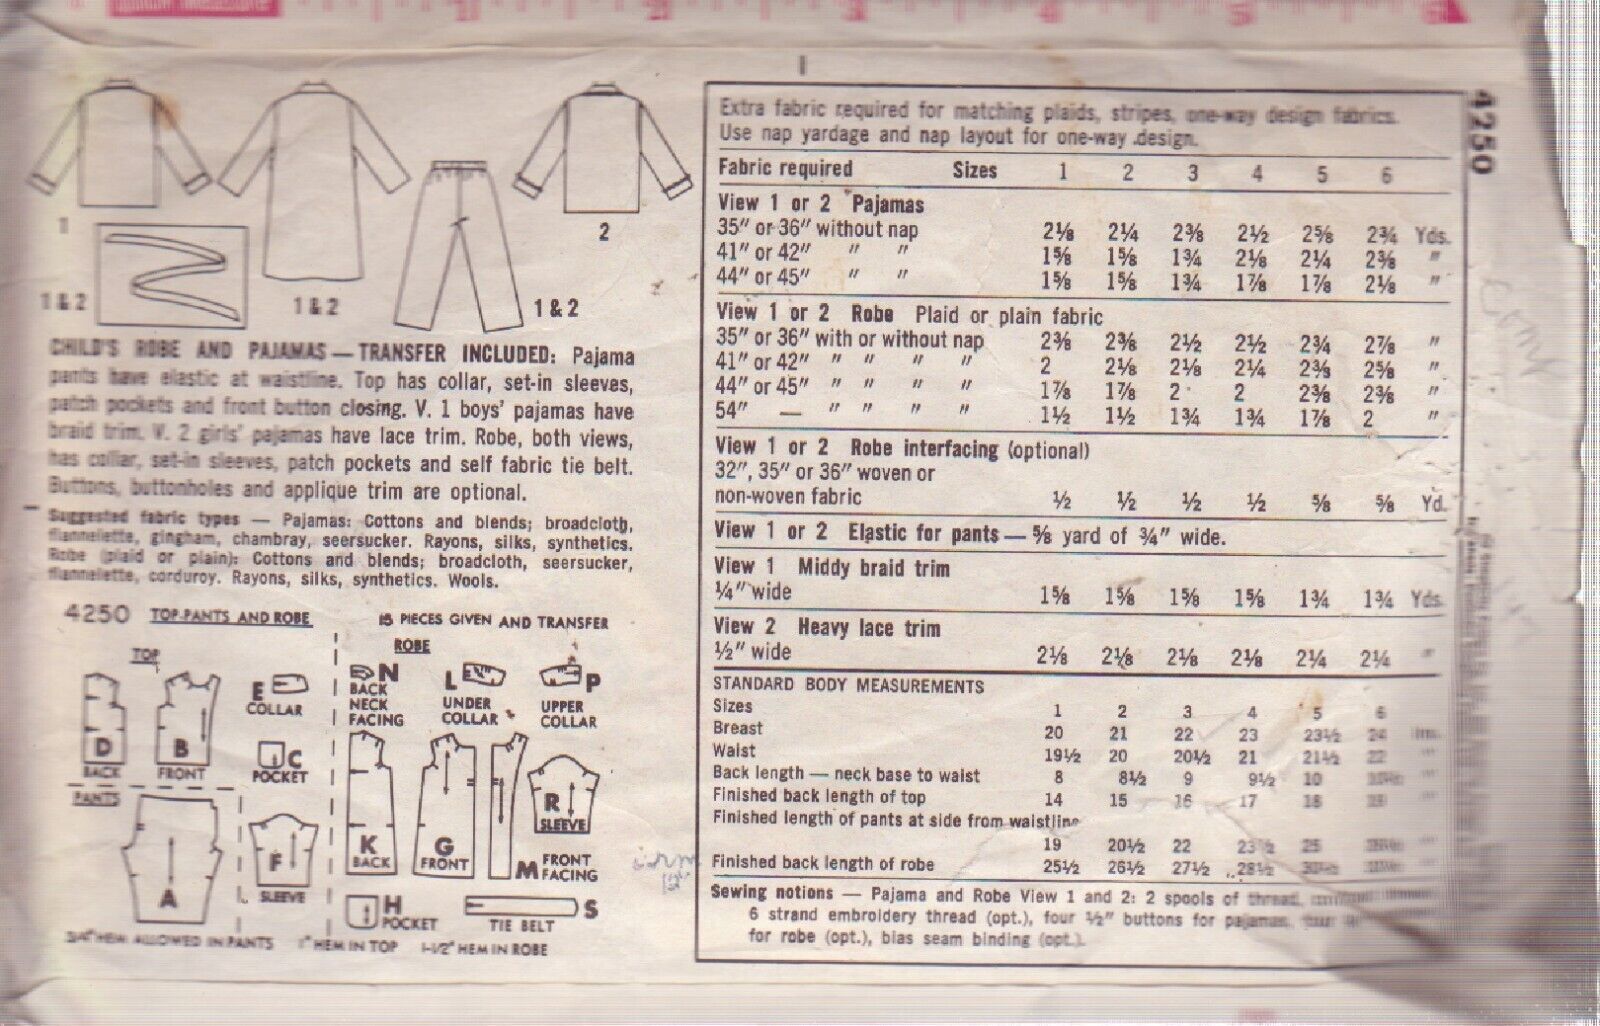 4250
1
2
1 & 2
1 & 2
1 & 2
CHILD'S ROBE AND PAJAMAS — TRANSFER INCLUDED: Pajama
pants have elastic at waistline. Top has collar, set-in sleeves,
patch pockets and front button closing. V. 1 boys' pajamas have
braid trim. V. 2 girls' pajamas have lace trim. Robe, both views,
has collar, set-in sleeves, patch pockets and self fabric tie belt.
Buttons, buttonholes and applique trim are optional.
Suggested fabric types — Pajamas: Cottons and blends; broadcloth,
flannelette, gingham, chambray, seersucker. Rayons, silks, synthetics.
Robe (plaid or plain): Cottons and blends; broadcloth, seersucker,
flannelette, corduroy. Rayons, silks, synthetics. Wools.
4250 TOP-PANTS AND ROBE PIECES GIVEN AND TRANSFER
TOP
D
BACK
B
FRONT
E
COLLAR
C
POCKET
PANTS
A
F
SLEEVE
ROBE
N
BACK
NECK
FACING
L
UNDER
COLLAR
P
UPPER
COLLAR
K
BACK
G
FRONT
M FRONT
FACING
R
SLEEVE
H
POCKET
S
TIE BELT
3/4" HEM ALLOWED IN PANTS 1" HEM IN TOP 1-1/2" HEM IN ROBE
Extra fabric required for matching plaids, stripes, one-way design fabrics.
Use nap yardage and nap layout for one-way design.
Fabric required Sizes 1 2 3 4 5 6
View 1 or 2 Pajamas
35" or 36" without nap 2⅛ 2¼ 2⅜ 2½ 2⅝ 2¾ Yds.
41" or 42" " " 1⅝ 1⅝ 1¾ 2⅛ 2¼ 2⅜ "
44" or 45" " " 1⅝ 1⅝ 1¾ 1⅞ 1⅞ 2⅛ "
View 1 or 2 Robe Plaid or plain fabric
35" or 36" with or without nap 2⅜ 2⅜ 2½ 2½ 2¾ 2⅞ "
41" or 42" " " " " 2 2⅛ 2⅛ 2¼ 2⅜ 2⅝ "
44" or 45" " " " " 1⅞ 1⅞ 2 2 2⅜ 2⅜ "
54" — " " " " 1½ 1½ 1¾ 1¾ 1⅞ 2 "
View 1 or 2 Robe interfacing (optional)
32", 35" or 36" woven or
non-woven fabric ½ ½ ½ ½ ⅝ ⅝ Yd.
View 1 or 2 Elastic for pants — ⅝ yard of ¾" wide.
View 1 Middy braid trim
¼" wide 1⅝ 1⅝ 1⅝ 1⅝ 1¾ 1¾ Yds.
View 2 Heavy lace trim
½" wide 2⅛ 2⅛ 2⅛ 2⅛ 2¼ 2¼ "
STANDARD BODY MEASUREMENTS
Sizes 1 2 3 4 5 6
Breast 20 21 22 23 23½ 24 Ins.
Waist 19½ 20 20½ 21 21½ 22 "
Back length — neck base to waist 8 8½ 9 9½ 10 "
Finished back length of top 14 15 16 17 18 19 "
Finished length of pants at side from waistline
19 20½ 22 23½ 25 "
Finished back length of robe 25½ 26½ 27½ 28½ "
Sewing notions — Pajama and Robe View 1 and 2: 2 spools of thread,
6 strand embroidery thread (opt.), four ½" buttons for pajamas, four
for robe (opt.), bias seam binding (opt.).